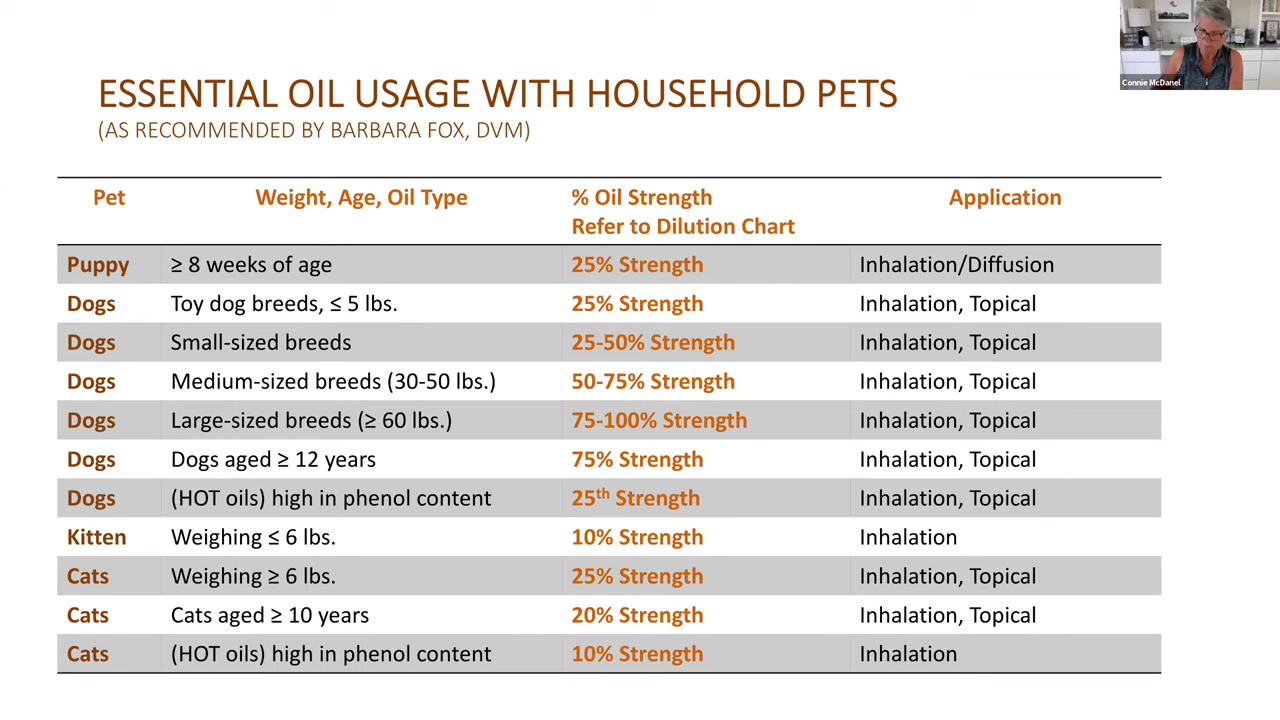 Connie McDanel
ESSENTIAL OIL USAGE WITH HOUSEHOLD PETS
(AS RECOMMENDED BY BARBARA FOX, DVM)
Pet Weight, Age, Oil Type % Oil Strength Application
Refer to Dilution Chart
Puppy ≥ 8 weeks of age 25% Strength Inhalation/Diffusion
Dogs Toy dog breeds, ≤ 5 lbs. 25% Strength Inhalation, Topical
Dogs Small-sized breeds 25-50% Strength Inhalation, Topical
Dogs Medium-sized breeds (30-50 lbs.) 50-75% Strength Inhalation, Topical
Dogs Large-sized breeds (≥ 60 lbs.) 75-100% Strength Inhalation, Topical
Dogs Dogs aged ≥ 12 years 75% Strength Inhalation, Topical
Dogs (HOT oils) high in phenol content 25th Strength Inhalation, Topical
Kitten Weighing ≤ 6 lbs. 10% Strength Inhalation
Cats Weighing ≥ 6 lbs. 25% Strength Inhalation, Topical
Cats Cats aged ≥ 10 years 20% Strength Inhalation, Topical
Cats (HOT oils) high in phenol content 10% Strength Inhalation